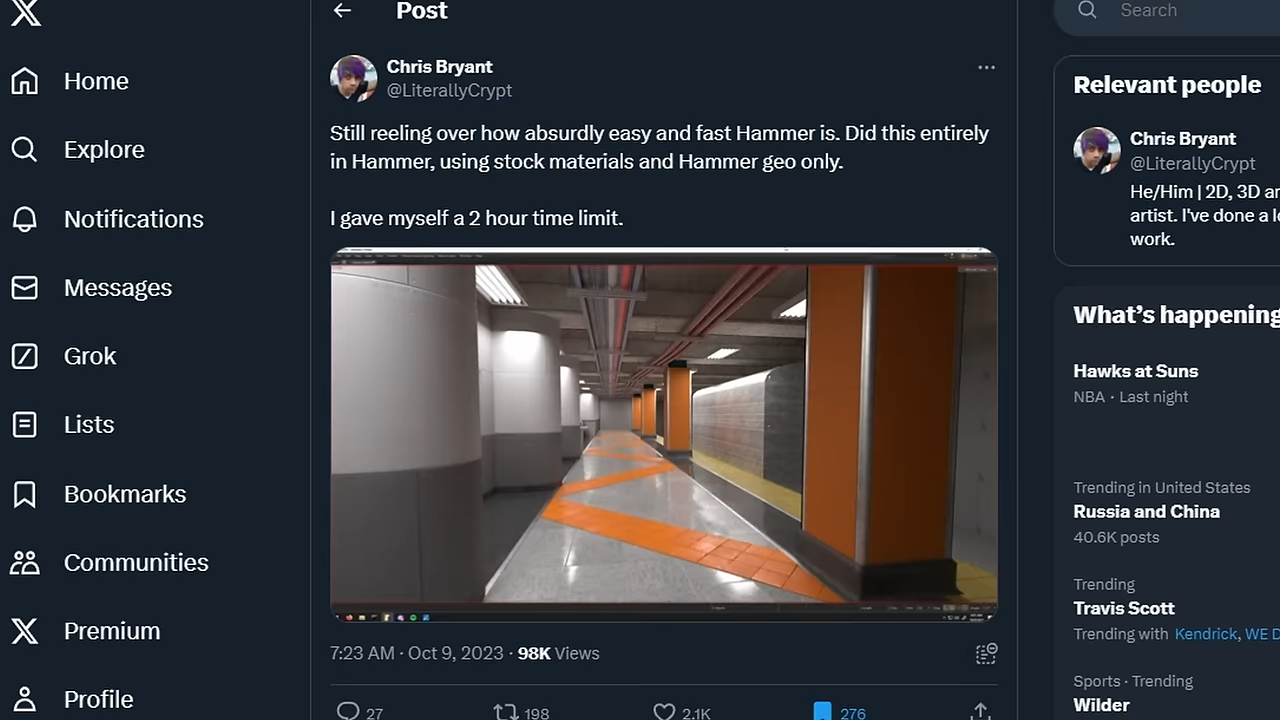 Post
Search
Home
Explore
Notifications
Messages
Grok
Lists
Bookmarks
Communities
Premium
Profile
Chris Bryant
@LiterallyCrypt
Still reeling over how absurdly easy and fast Hammer is. Did this entirely
in Hammer, using stock materials and Hammer geo only.
I gave myself a 2 hour time limit.
7:23 AM · Oct 9, 2023 · 98K Views
27
198
2.1K
276
Relevant people
Chris Bryant
@LiterallyCrypt
He/Him | 2D, 3D ar
artist. I've done a lo
work.
What's happening
Hawks at Suns
NBA · Last night
Trending in United States
Russia and China
40.6K posts
Trending
Travis Scott
Trending with Kendrick, WE D
Sports · Trending
Wilder